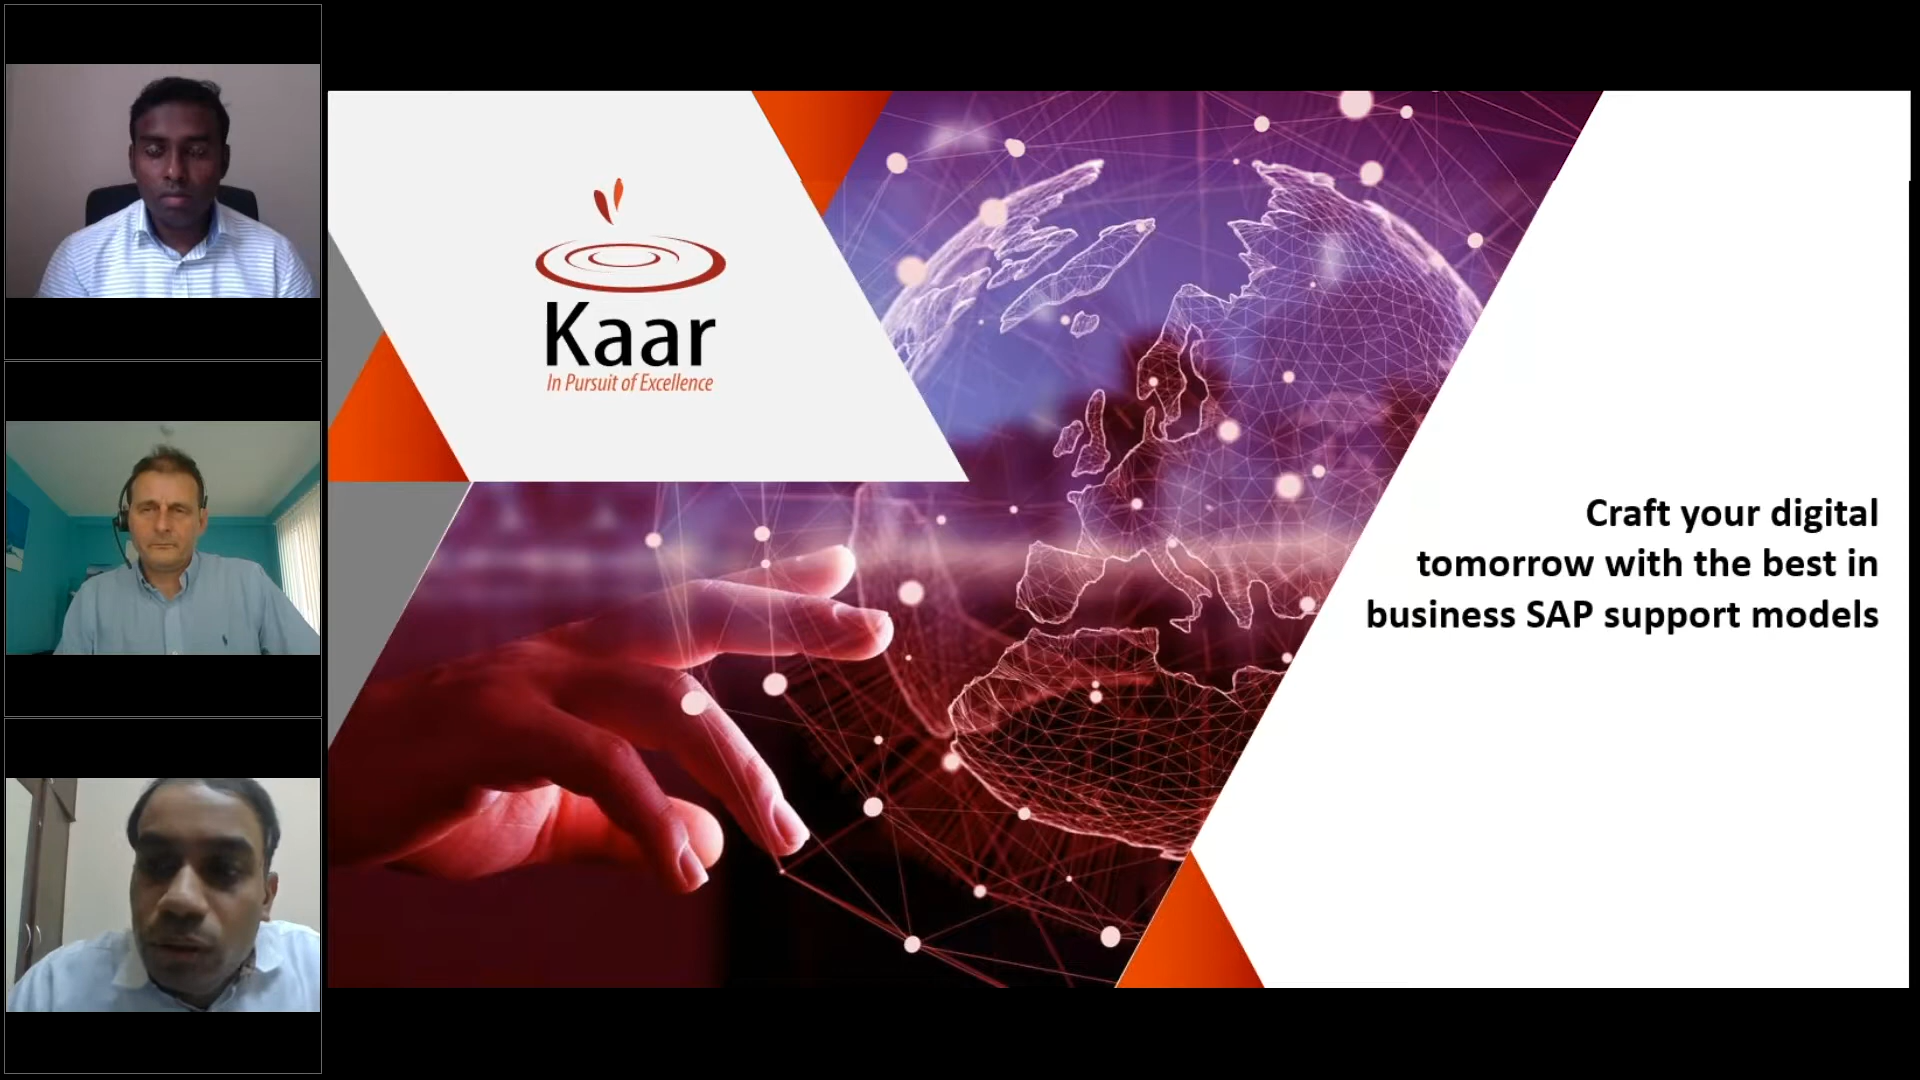 Kaar
In Pursuit of Excellence
Craft your digital
tomorrow with the best in
business SAP support models